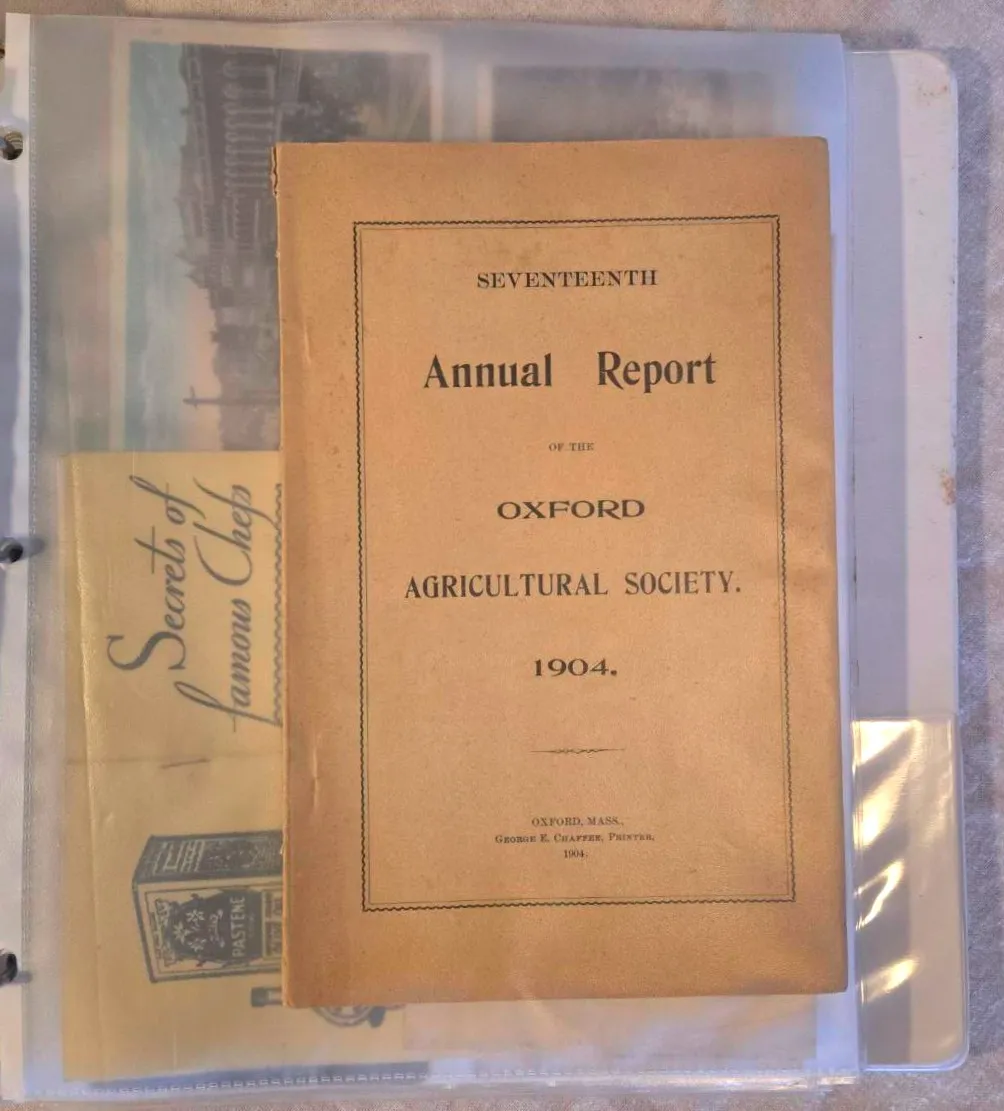 SEVENTEENTH
Annual Report
OF THE
OXFORD
AGRICULTURAL SOCIETY.
1904.
OXFORD, MASS.,
GEORGE E. CHAFFEE, PRINTER.
1904.
Secrets of
famous Chefs
PASTENE